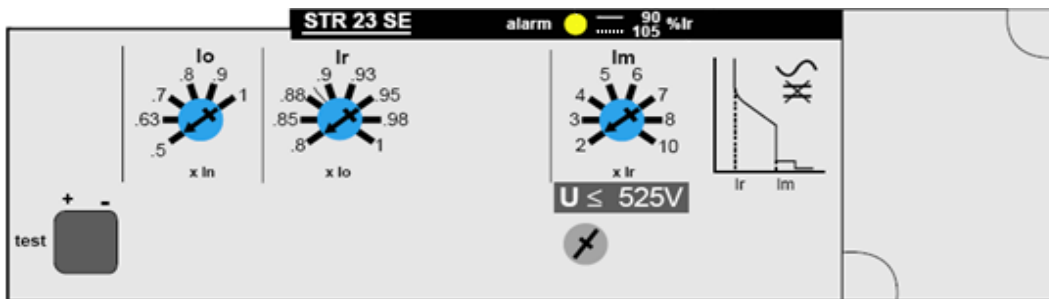 STR 23 SE alarm 90 %Ir
105
Io Ir Im
.5 .63 .7 .8 .9 1
.8 .85 .88 .9 .93 .95 .98 1
2 3 4 5 6 7 8 10
x In x Io x Ir
Ir Im
U ≤ 525V
+ -
test